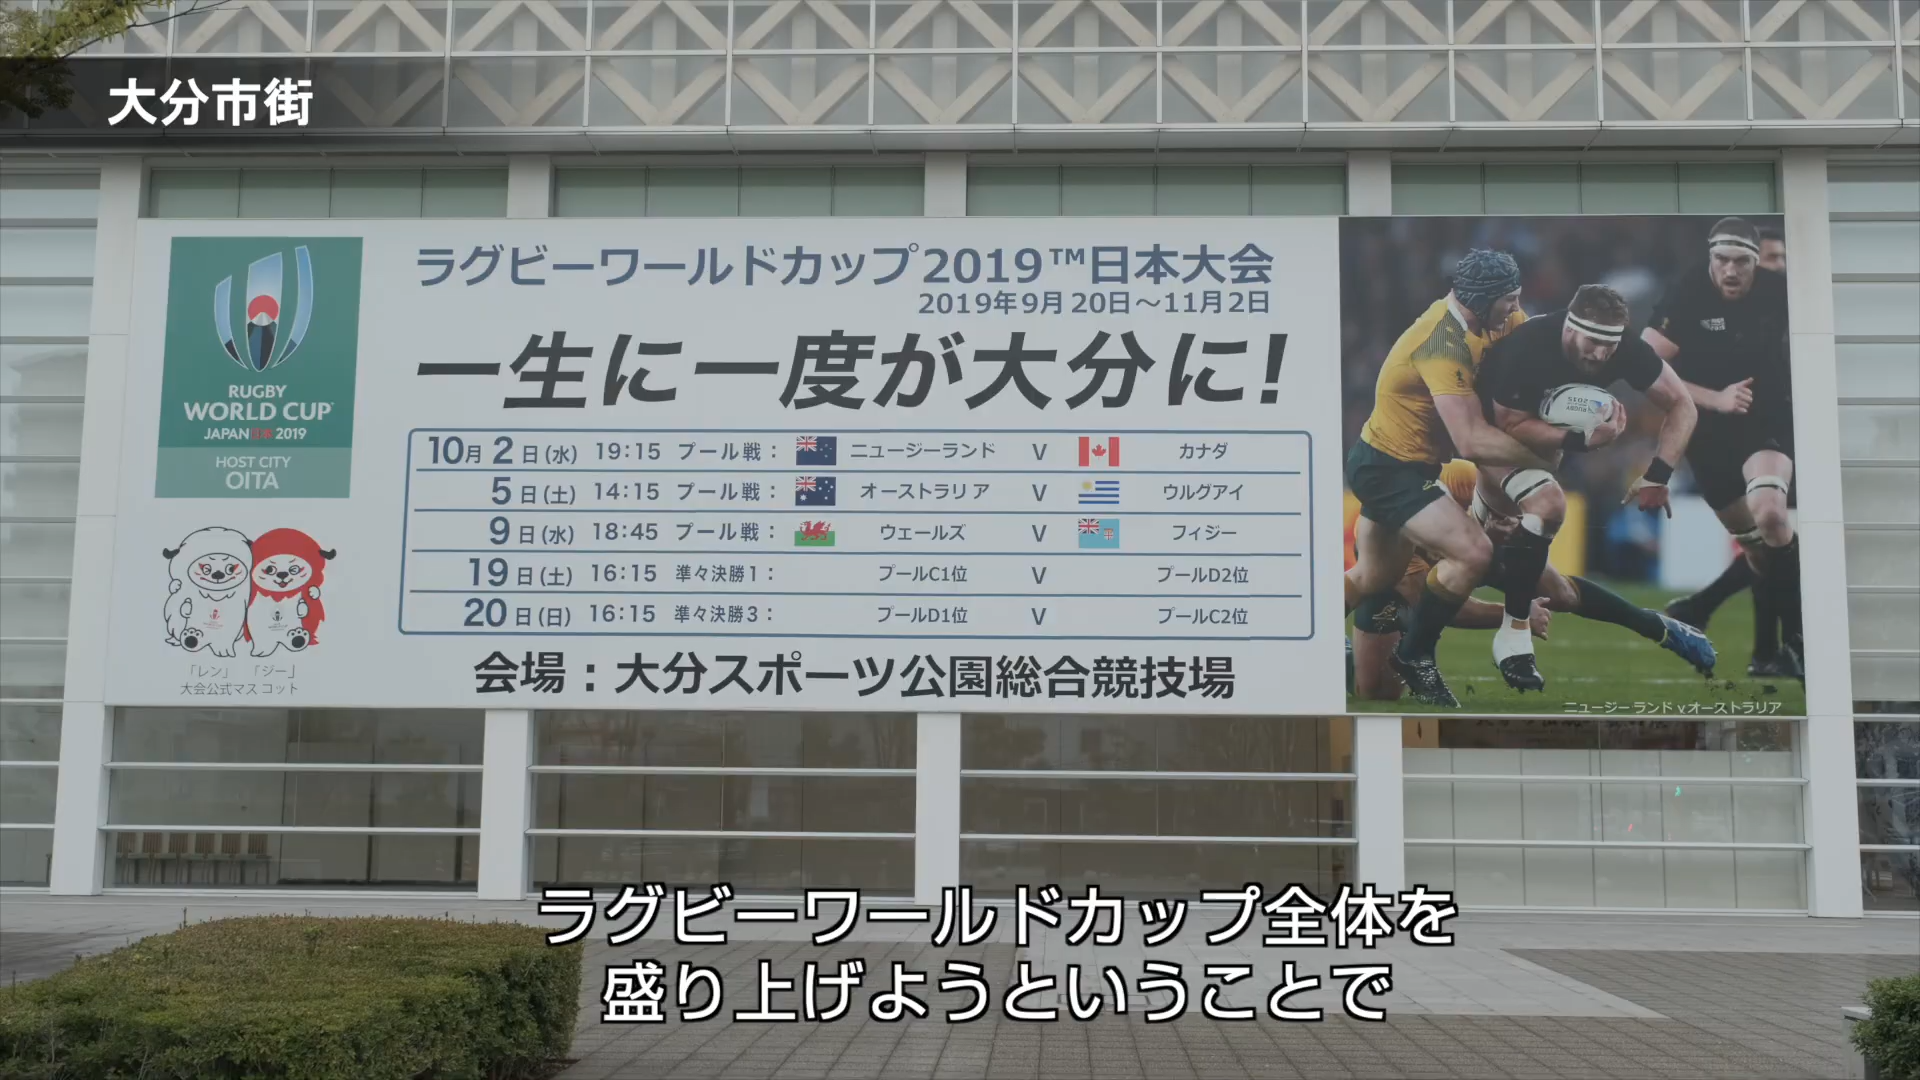 大分市街
ラグビーワールドカップ2019™日本大会
2019年9月20日～11月2日
一生に一度が大分に!
RUGBY
WORLD CUP™
JAPAN日本2019
HOST CITY
OITA
10月2日(水) 19:15 プール戦： ニュージーランド V カナダ
5日(土) 14:15 プール戦： オーストラリア V ウルグアイ
9日(水) 18:45 プール戦： ウェールズ V フィジー
19日(土) 16:15 準々決勝1： プールC1位 V プールD2位
20日(日) 16:15 準々決勝3： プールD1位 V プールC2位
「レン」「ジー」
大会公式マスコット
会場：大分スポーツ公園総合競技場
ニュージーランド v オーストラリア
ラグビーワールドカップ全体を
盛り上げようということで